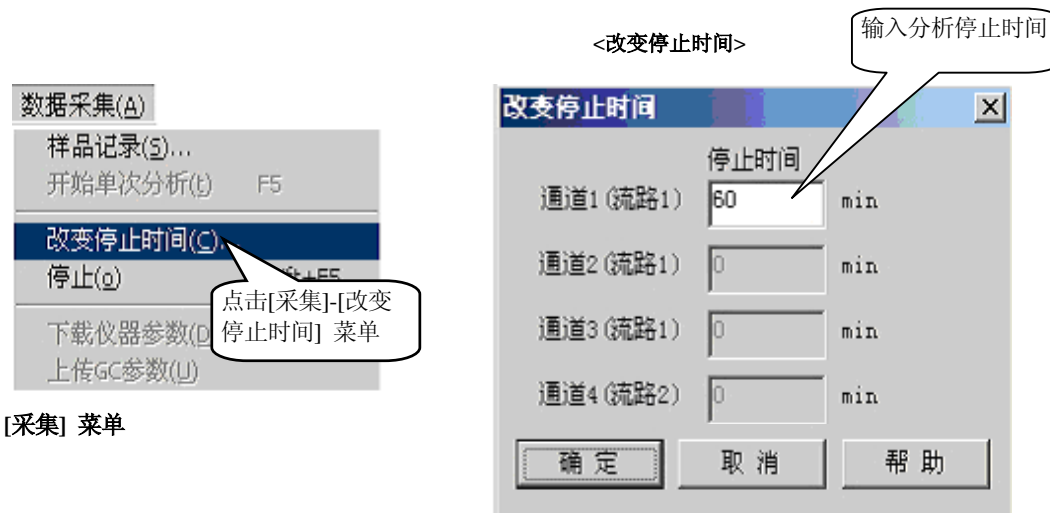 <改变停止时间>
输入分析停止时间
数据采集(A)
样品记录(S)...
开始单次分析(t) F5
改变停止时间(C)
停止(o)
点击[采集]-[改变
停止时间] 菜单
下载仪器参数(D
上传GC参数(U)
[采集] 菜单
改变停止时间
停止时间
通道1(流路1) 60 min
通道2(流路1) 0 min
通道3(流路1) 0 min
通道4(流路2) 0 min
确定 取消 帮助